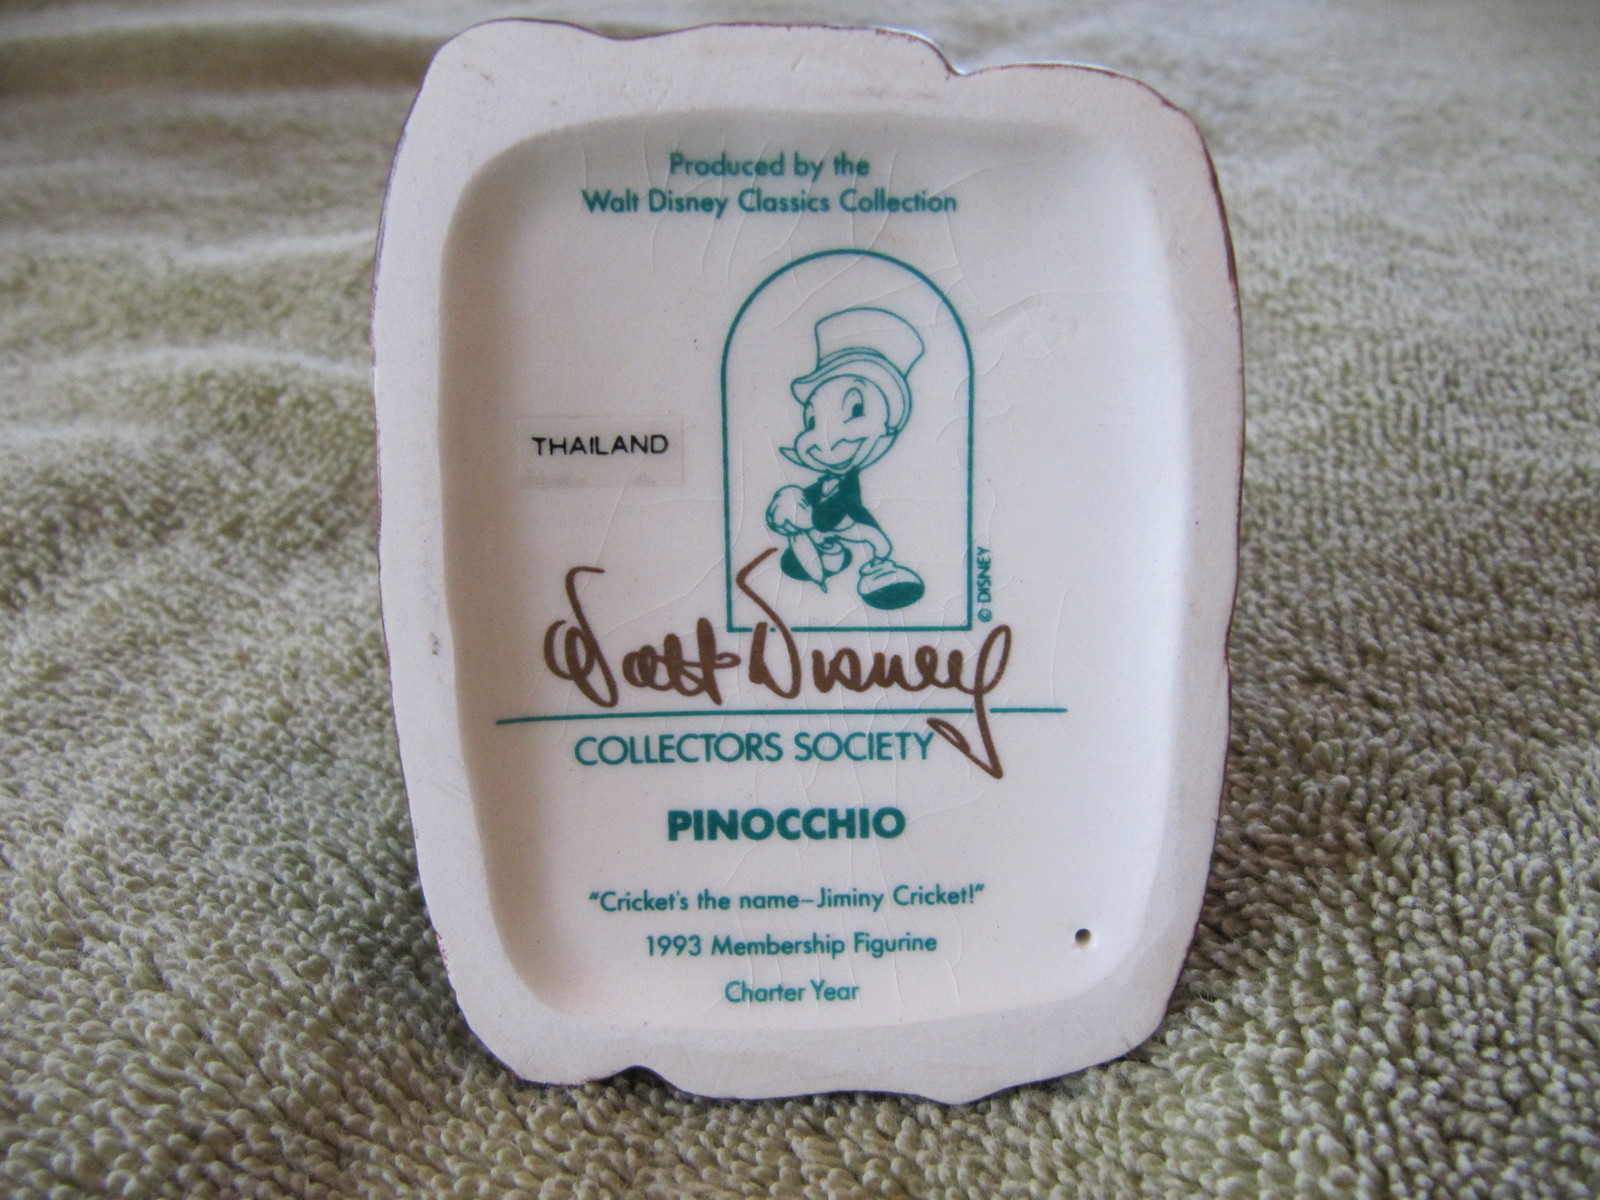 Produced by the
Walt Disney Classics Collection
THAILAND
© DISNEY
Walt Disney
COLLECTORS SOCIETY
PINOCCHIO
“Cricket's the name–Jiminy Cricket!”
1993 Membership Figurine
Charter Year